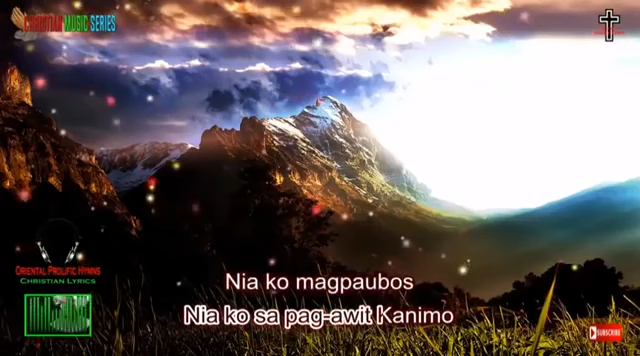 CHRISTIAN MUSIC SERIES
ORIENTAL PROLIFIC HYMNS
CHRISTIAN LYRICS
Nia ko magpaubos
Nia ko sa pag-awit Kanimo
SUBSCRIBE